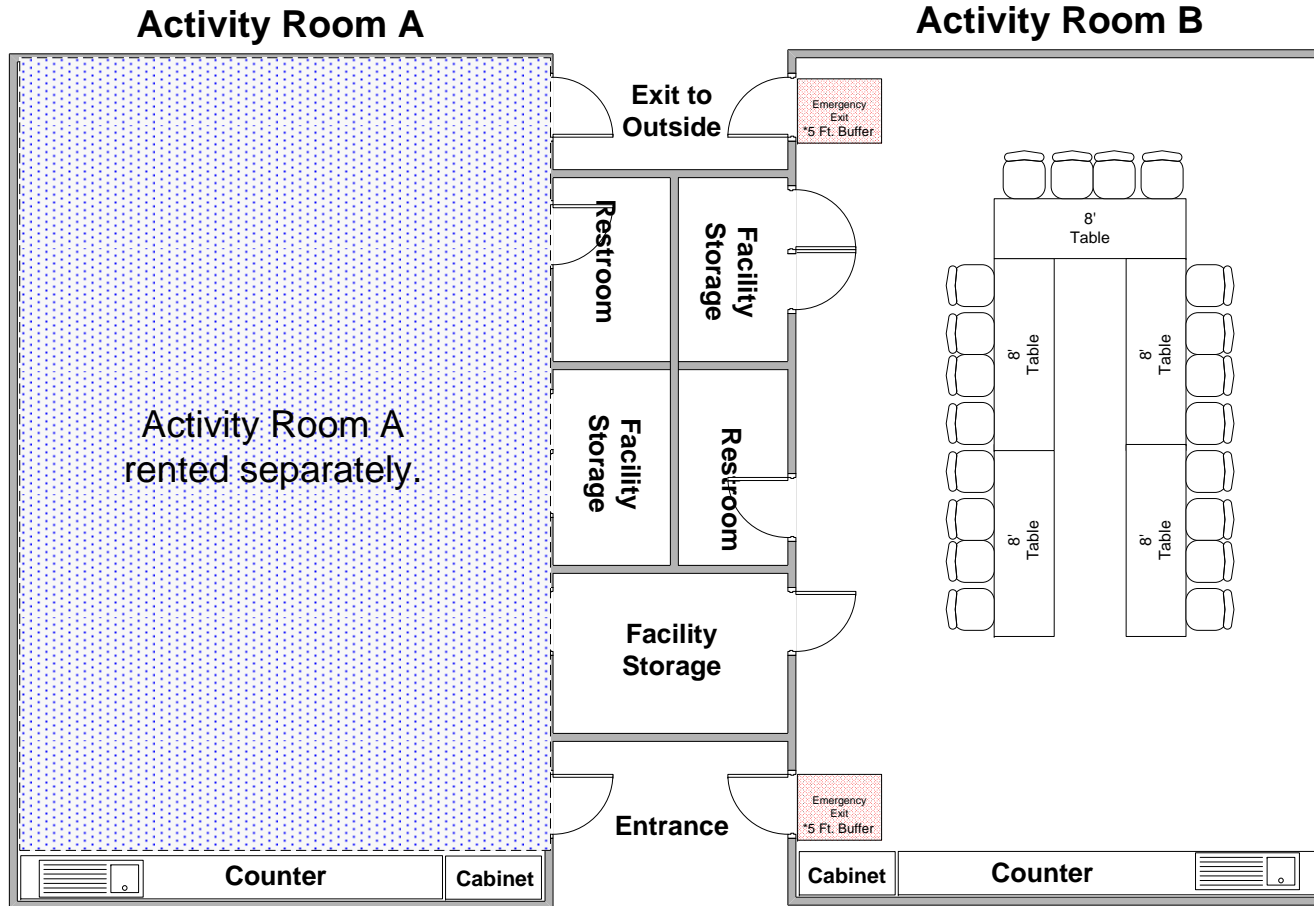 Activity Room A
Activity Room B
Exit to
Outside
Emergency
Exit
*5 Ft. Buffer
Restroom
Facility
Storage
8'
Table
8'
Table
8'
Table
Activity Room A
rented separately.
Facility
Storage
Restroom
8'
Table
8'
Table
Facility
Storage
Emergency
Exit
*5 Ft. Buffer
Entrance
Counter
Cabinet
Cabinet
Counter